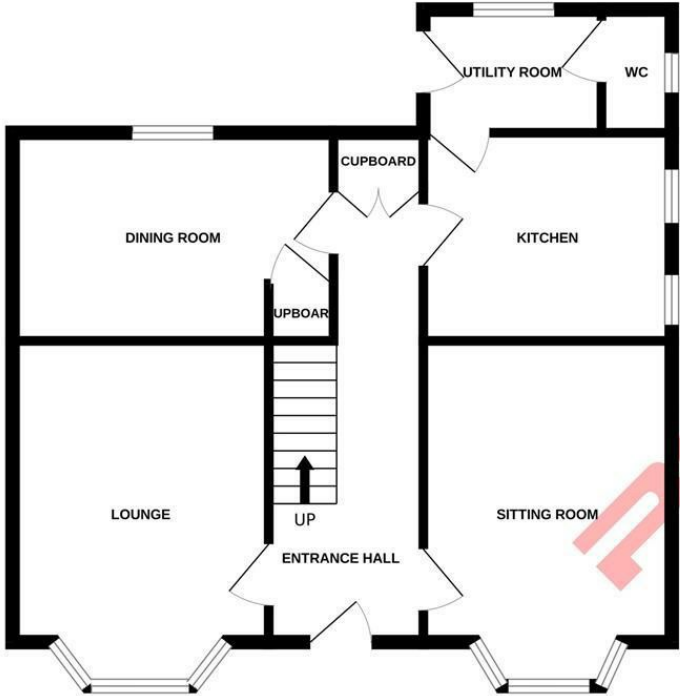 UTILITY ROOM
WC
CUPBOARD
DINING ROOM
KITCHEN
UPBOAR
LOUNGE
UP
SITTING ROOM
ENTRANCE HALL